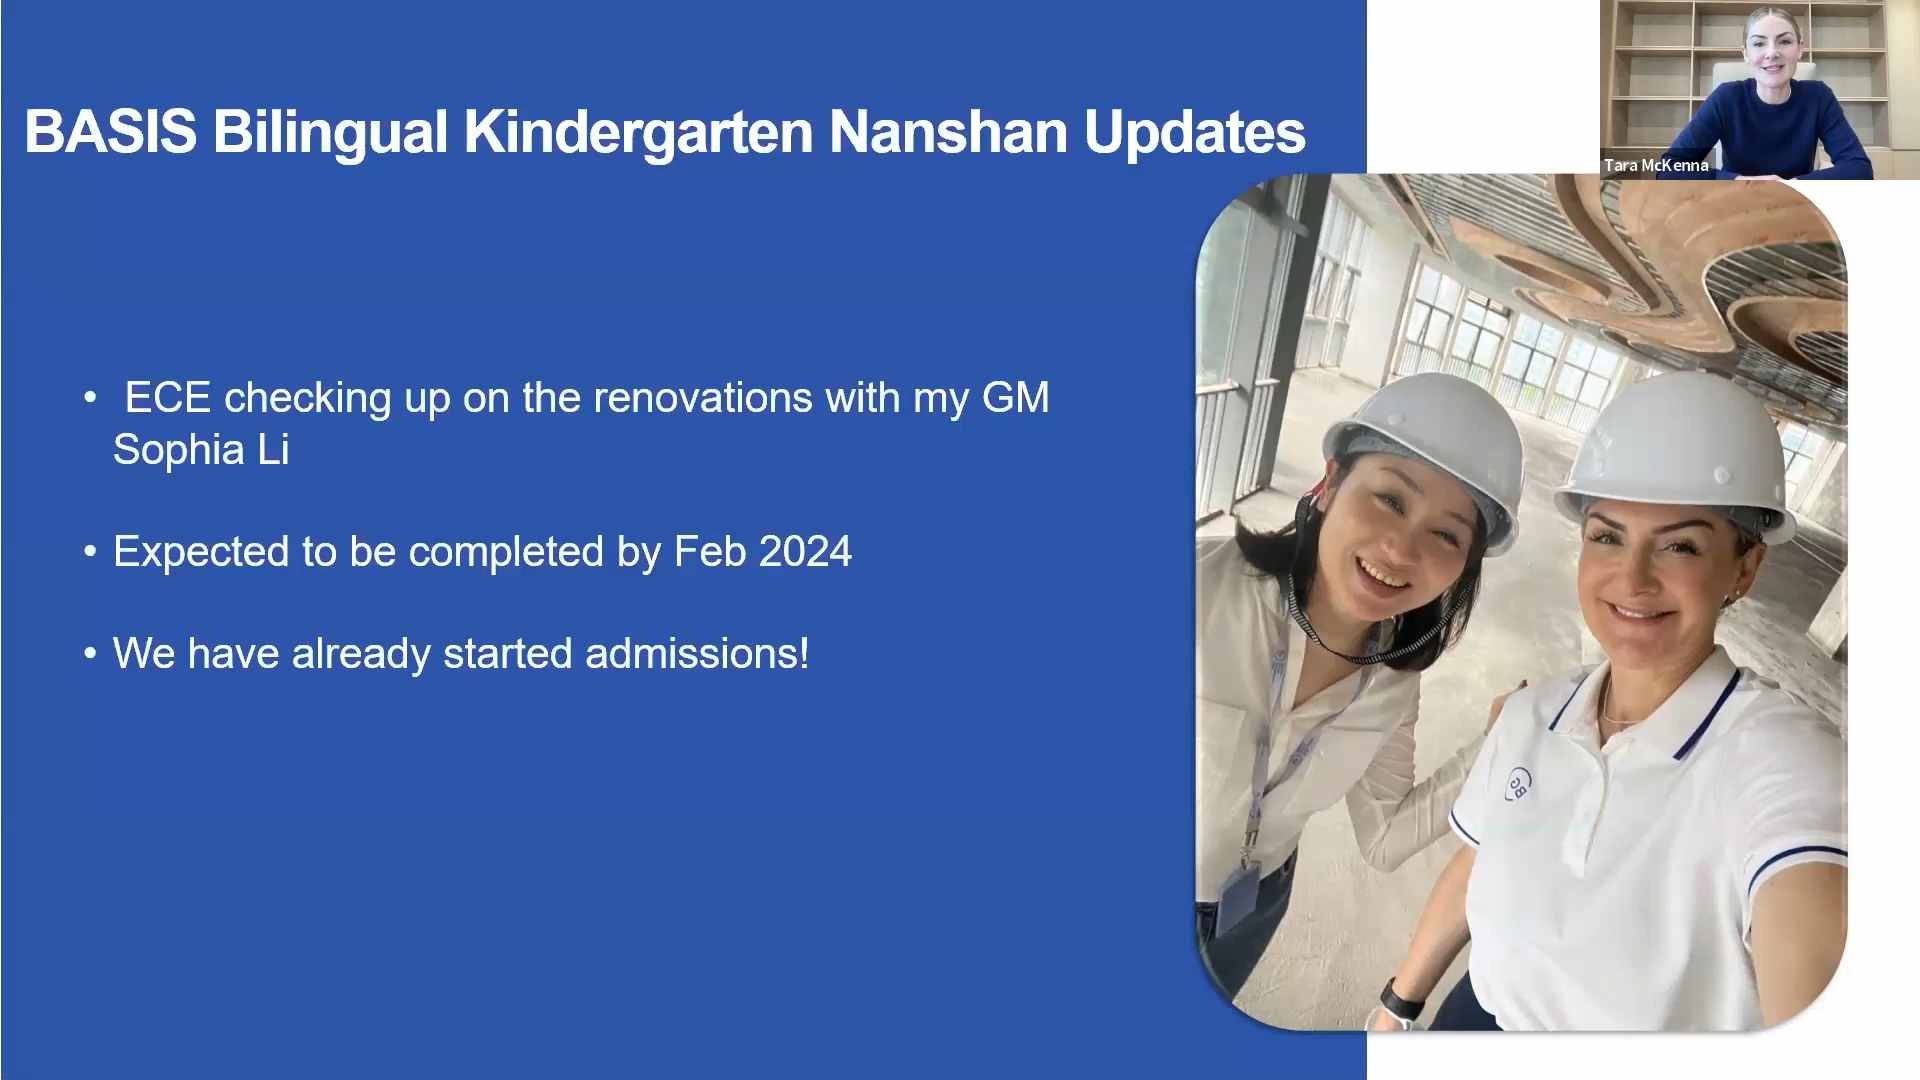 BASIS Bilingual Kindergarten Nanshan Updates
Tara McKenna
• ECE checking up on the renovations with my GM
Sophia Li
• Expected to be completed by Feb 2024
• We have already started admissions!